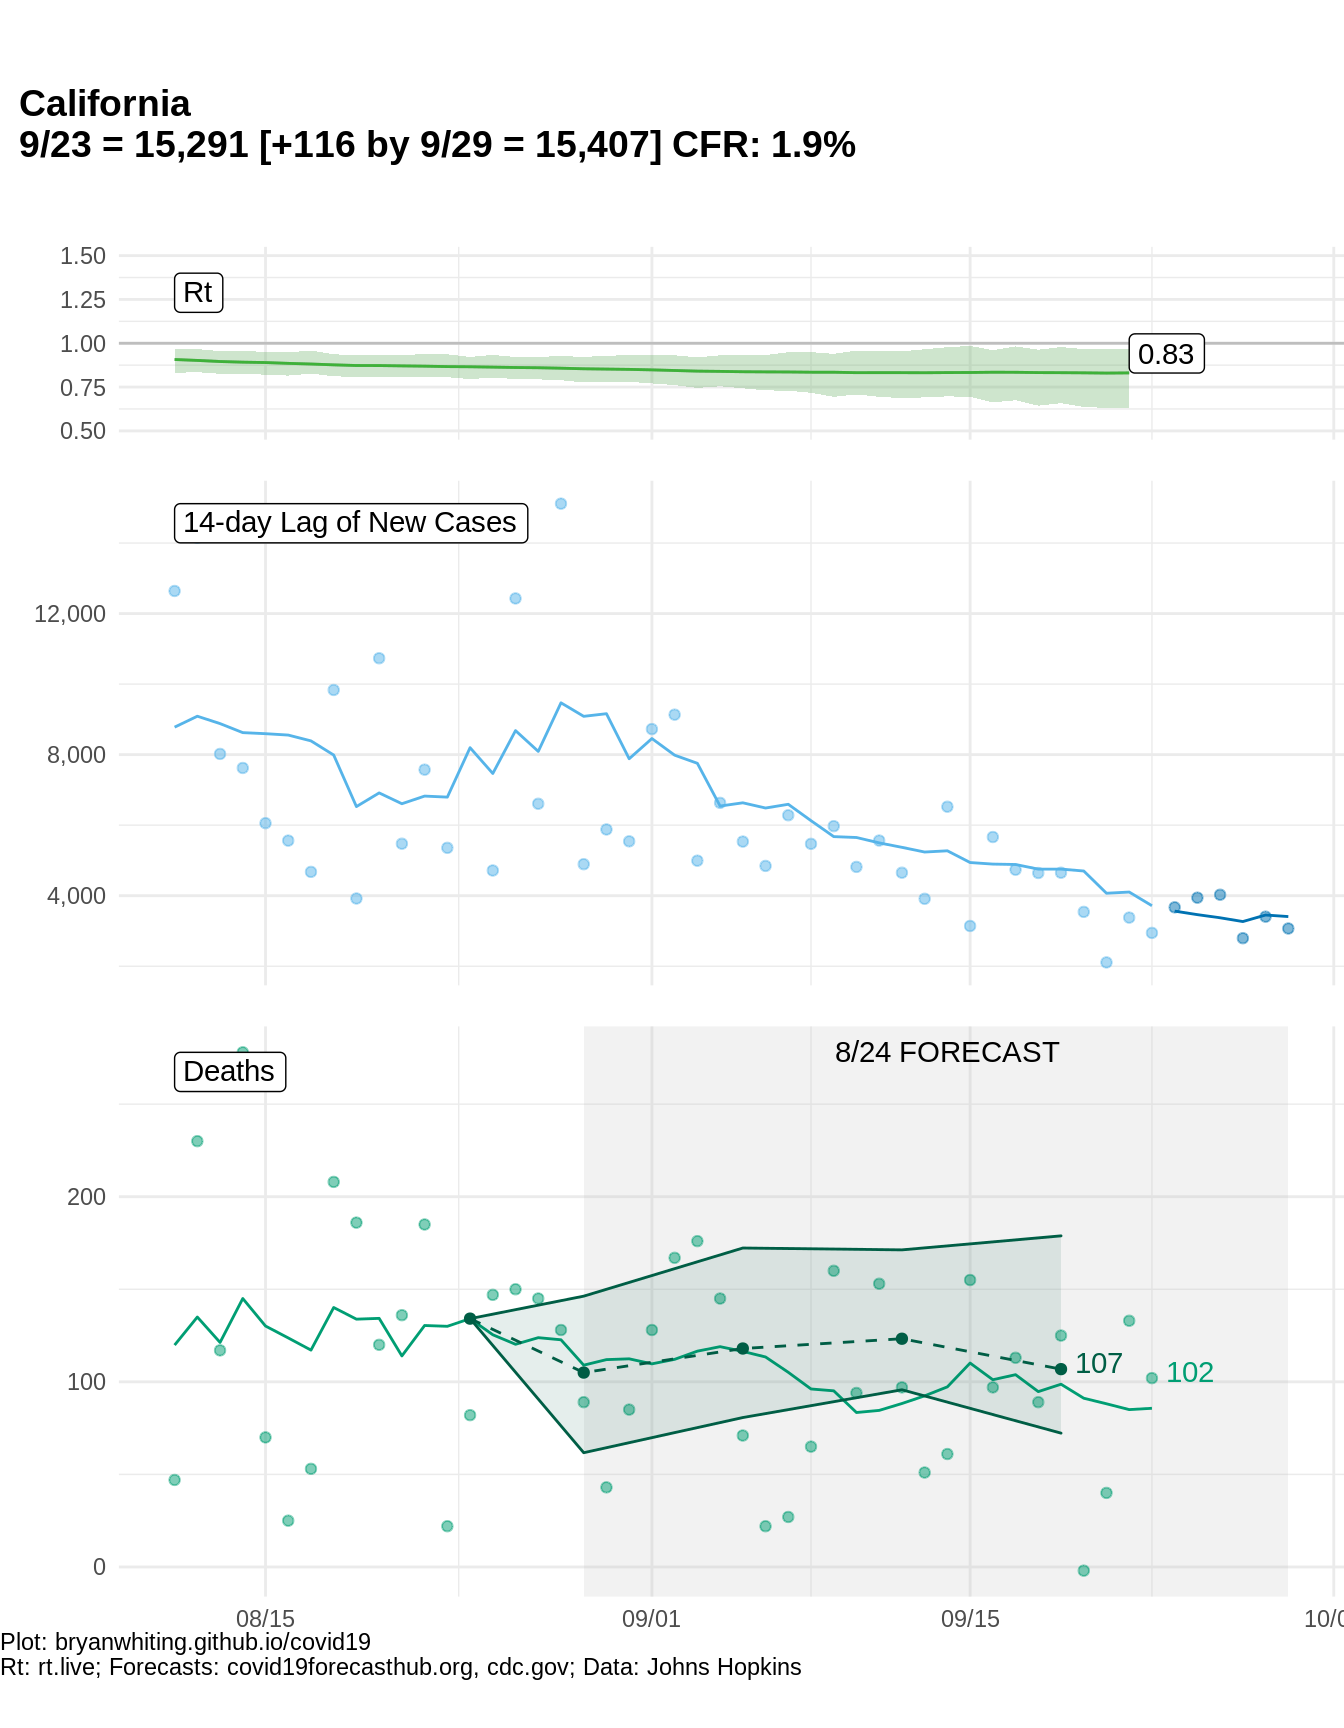 California
9/23 = 15,291 [+116 by 9/29 = 15,407] CFR: 1.9%
1.50
Rt
1.25
1.00
0.83
0.75
0.50
14-day Lag of New Cases
12,000
8,000
4,000
8/24 FORECAST
Deaths
200
107
102
100
0
08/15
09/01
09/15
10/0
Plot: bryanwhiting.github.io/covid19
Rt: rt.live; Forecasts: covid19forecasthub.org, cdc.gov; Data: Johns Hopkins